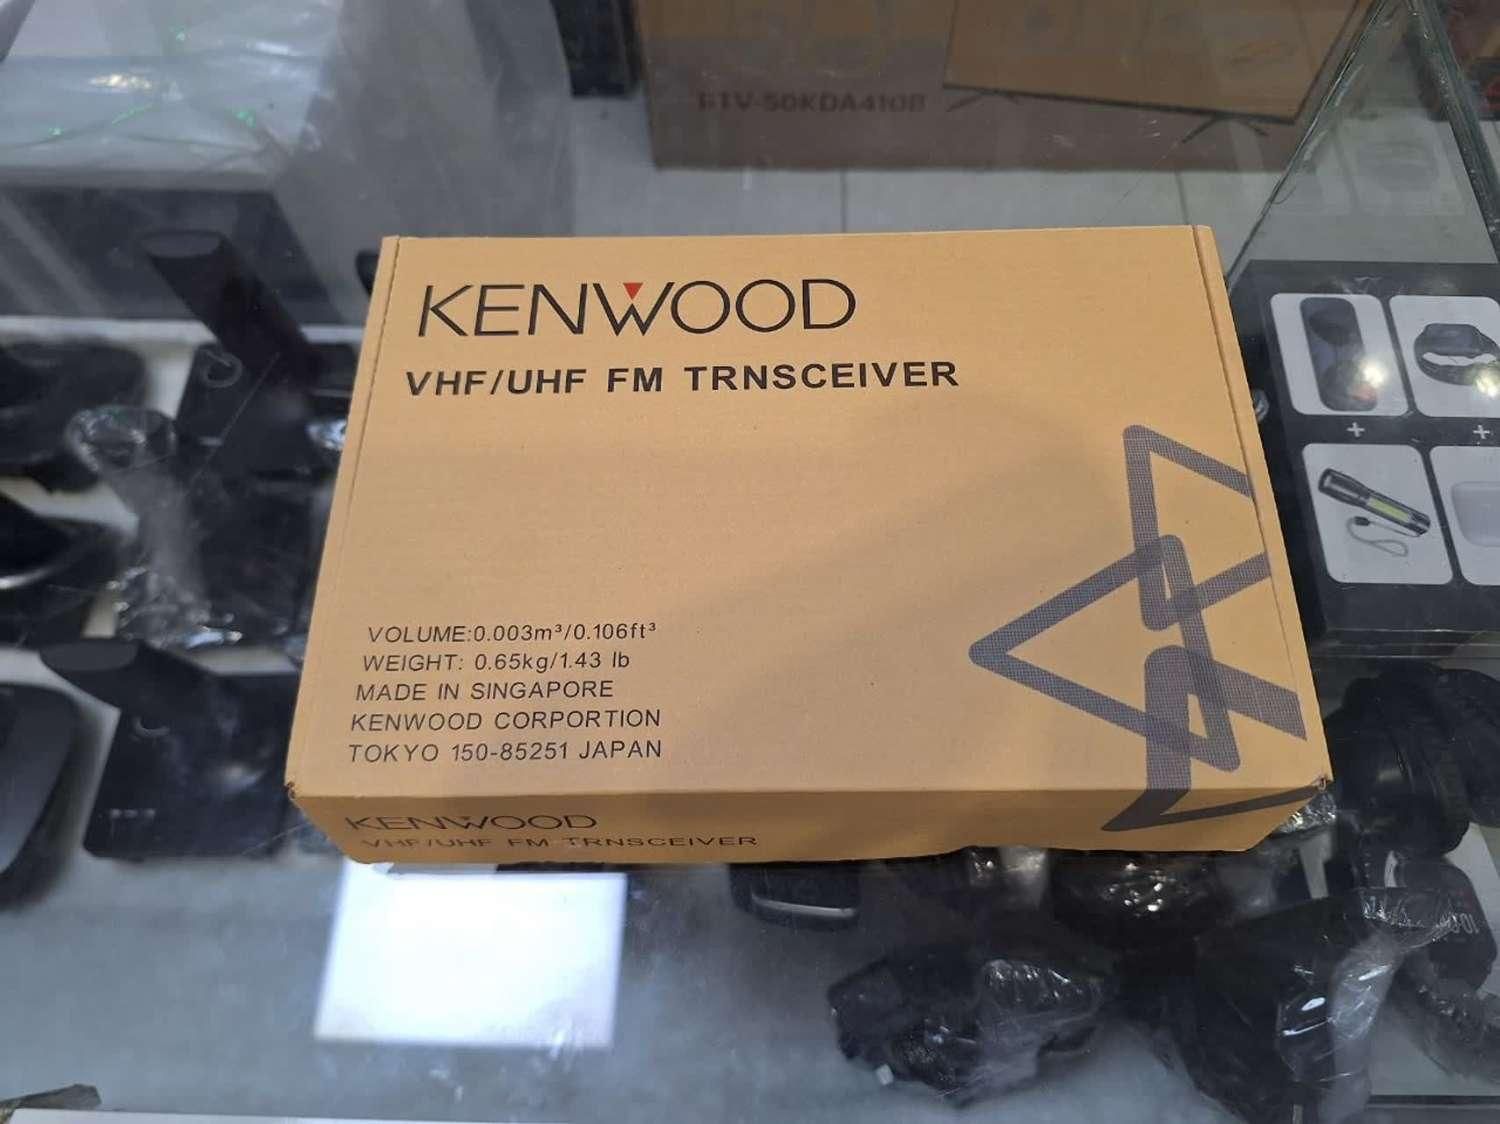 KENWOOD
VHF/UHF FM TRNSCEIVER
VOLUME:0.003m³/0.106ft³
WEIGHT: 0.65kg/1.43 lb
MADE IN SINGAPORE
KENWOOD CORPORTION
TOKYO 150-85251 JAPAN
KENWOOD
VHF/UHF FM TRNSCEIVER